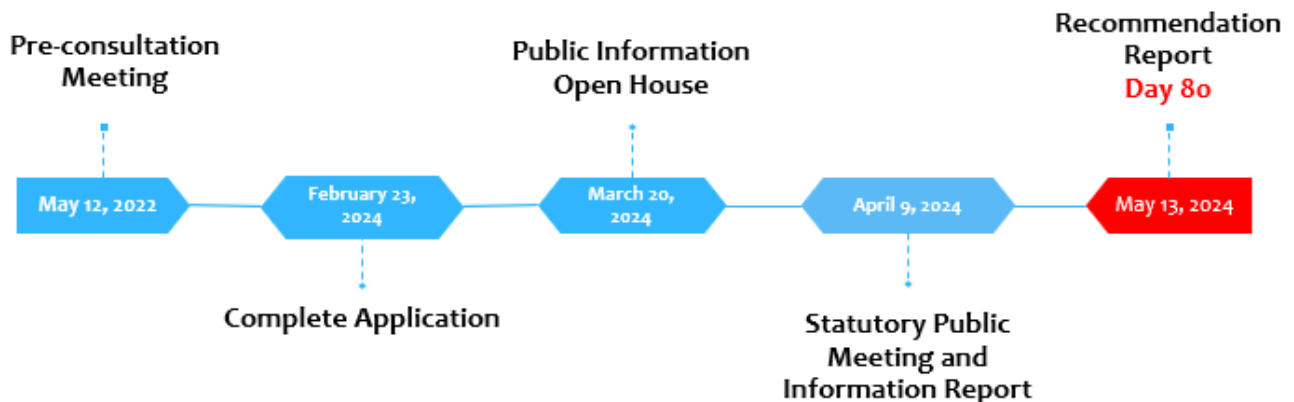 Pre-consultation
Meeting
May 12, 2022
February 23,
2024
Complete Application
Public Information
Open House
March 20,
2024
April 9, 2024
Statutory Public
Meeting and
Information Report
Recommendation
Report
Day 80
May 13, 2024